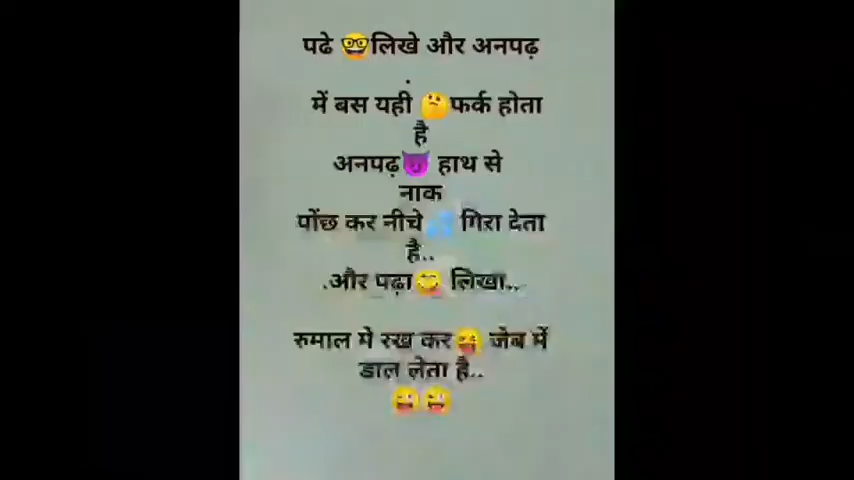 पढे 🤓लिखे और अनपढ़
.
में बस यही 🤔फर्क होता
है
अनपढ़😈 हाथ से
नाक
पोंछ कर नीचे💦 गिरा देता
है..
.और पढ़ा😄 लिखा..
रुमाल मे रख कर😝 जेब में
डाल लेता है..
😜😜